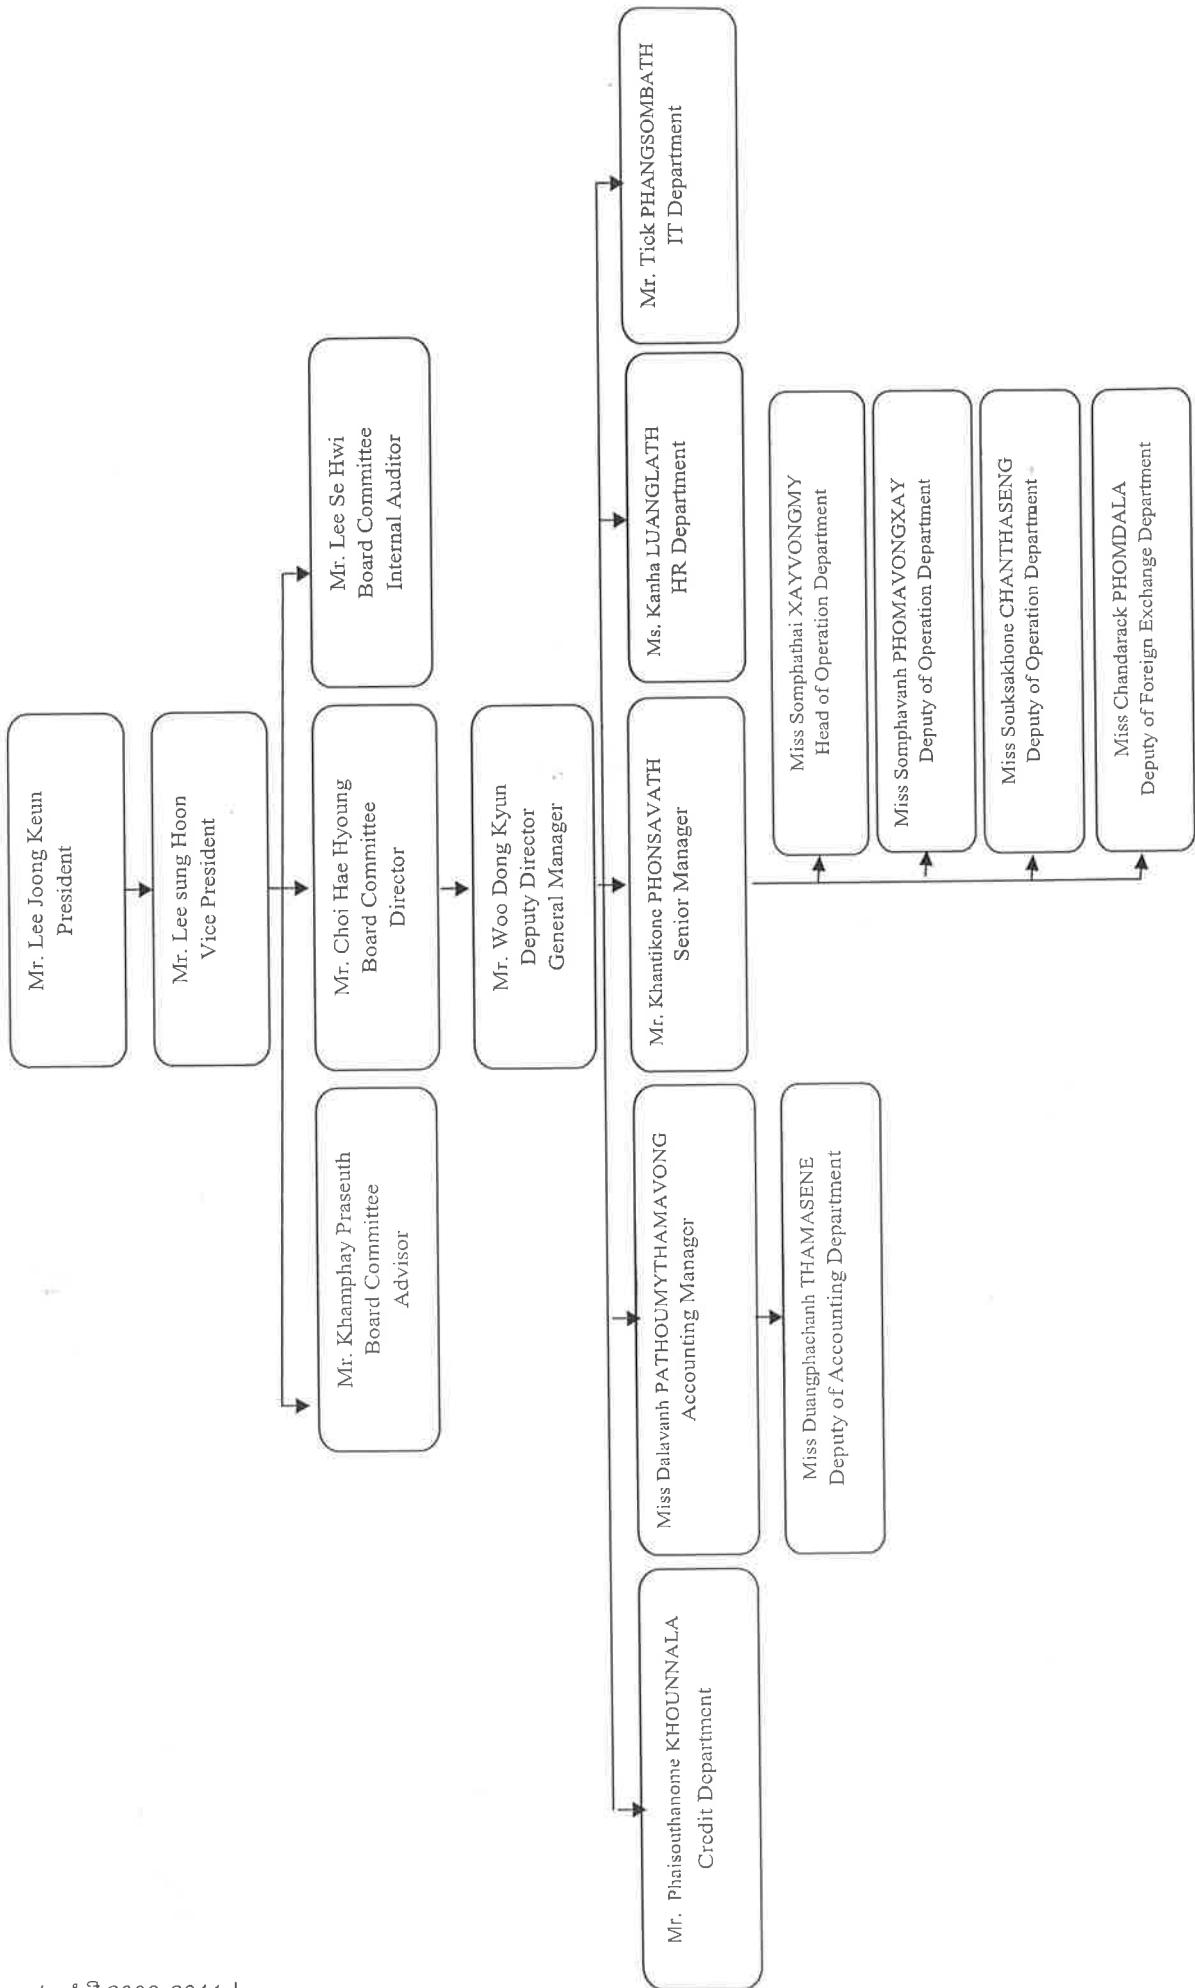 Mr. Lee Joong Keun
President
Mr. Lee sung Hoon
Vice President
Mr. Khamphay Praseuth
Board Committee
Advisor
Mr. Choi Hae Hyoung
Board Committee
Director
Mr. Lee Se Hwi
Board Committee
Internal Auditor
Mr. Woo Dong Kyun
Deputy Director
General Manager
Mr. Phaisouthanome KHOUNNALA
Credit Department
Miss Dalavanh PATHOUMYTHAMAVONG
Accounting Manager
Mr. Khantikone PHONSAVATH
Senior Manager
Ms. Kanha LUANGLATH
HR Department
Mr. Tick PHANGSOMBATH
IT Department
Miss Duangphachanh THAMASENE
Deputy of Accounting Department
Miss Somphathai XAYVONGMY
Head of Operation Department
Miss Somphavanh PHOMAVONGXAY
Deputy of Operation Department
Miss Souksakhone CHANTHASENG
Deputy of Operation Department
Miss Chandarack PHOMDALA
Deputy of Foreign Exchange Department